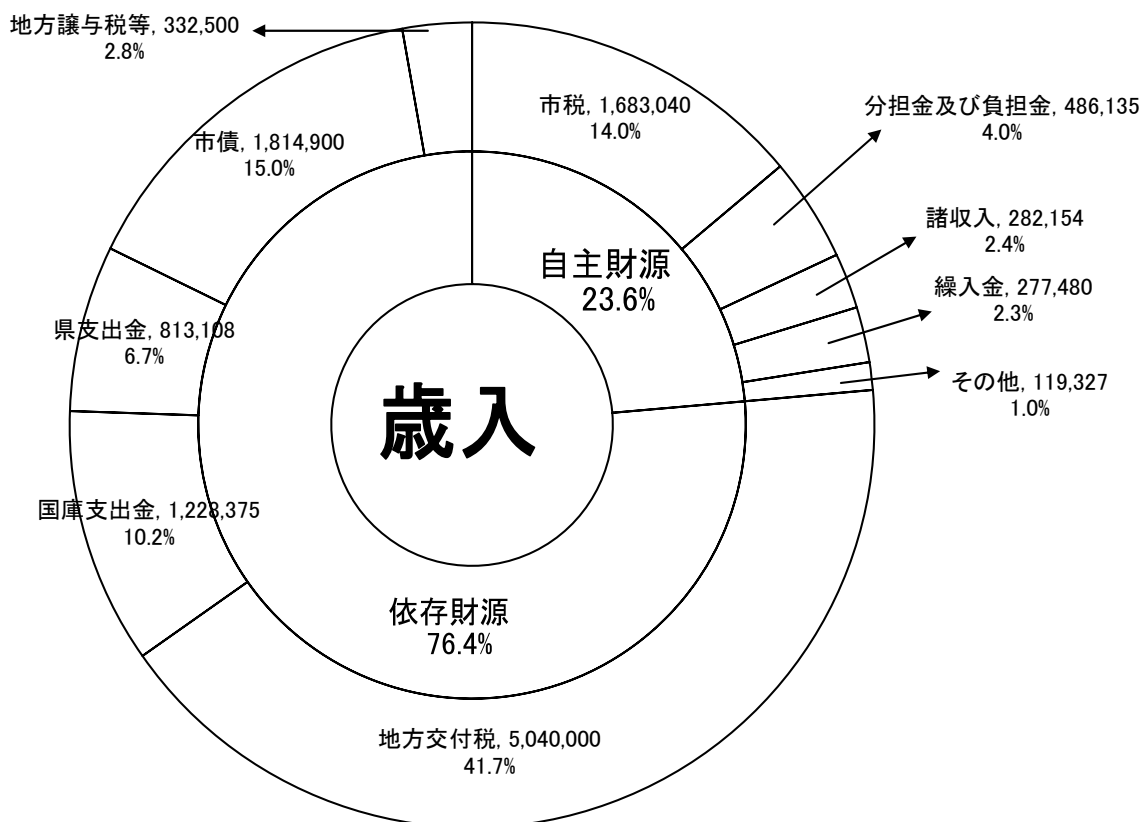 地方譲与税等, 332,500
2.8%
市税, 1,683,040
14.0%
分担金及び負担金, 486,135
4.0%
市債, 1,814,900
15.0%
諸収入, 282,154
2.4%
自主財源
23.6%
繰入金, 277,480
2.3%
県支出金, 813,108
6.7%
その他, 119,327
1.0%
歳入
国庫支出金, 1,228,375
10.2%
依存財源
76.4%
地方交付税, 5,040,000
41.7%